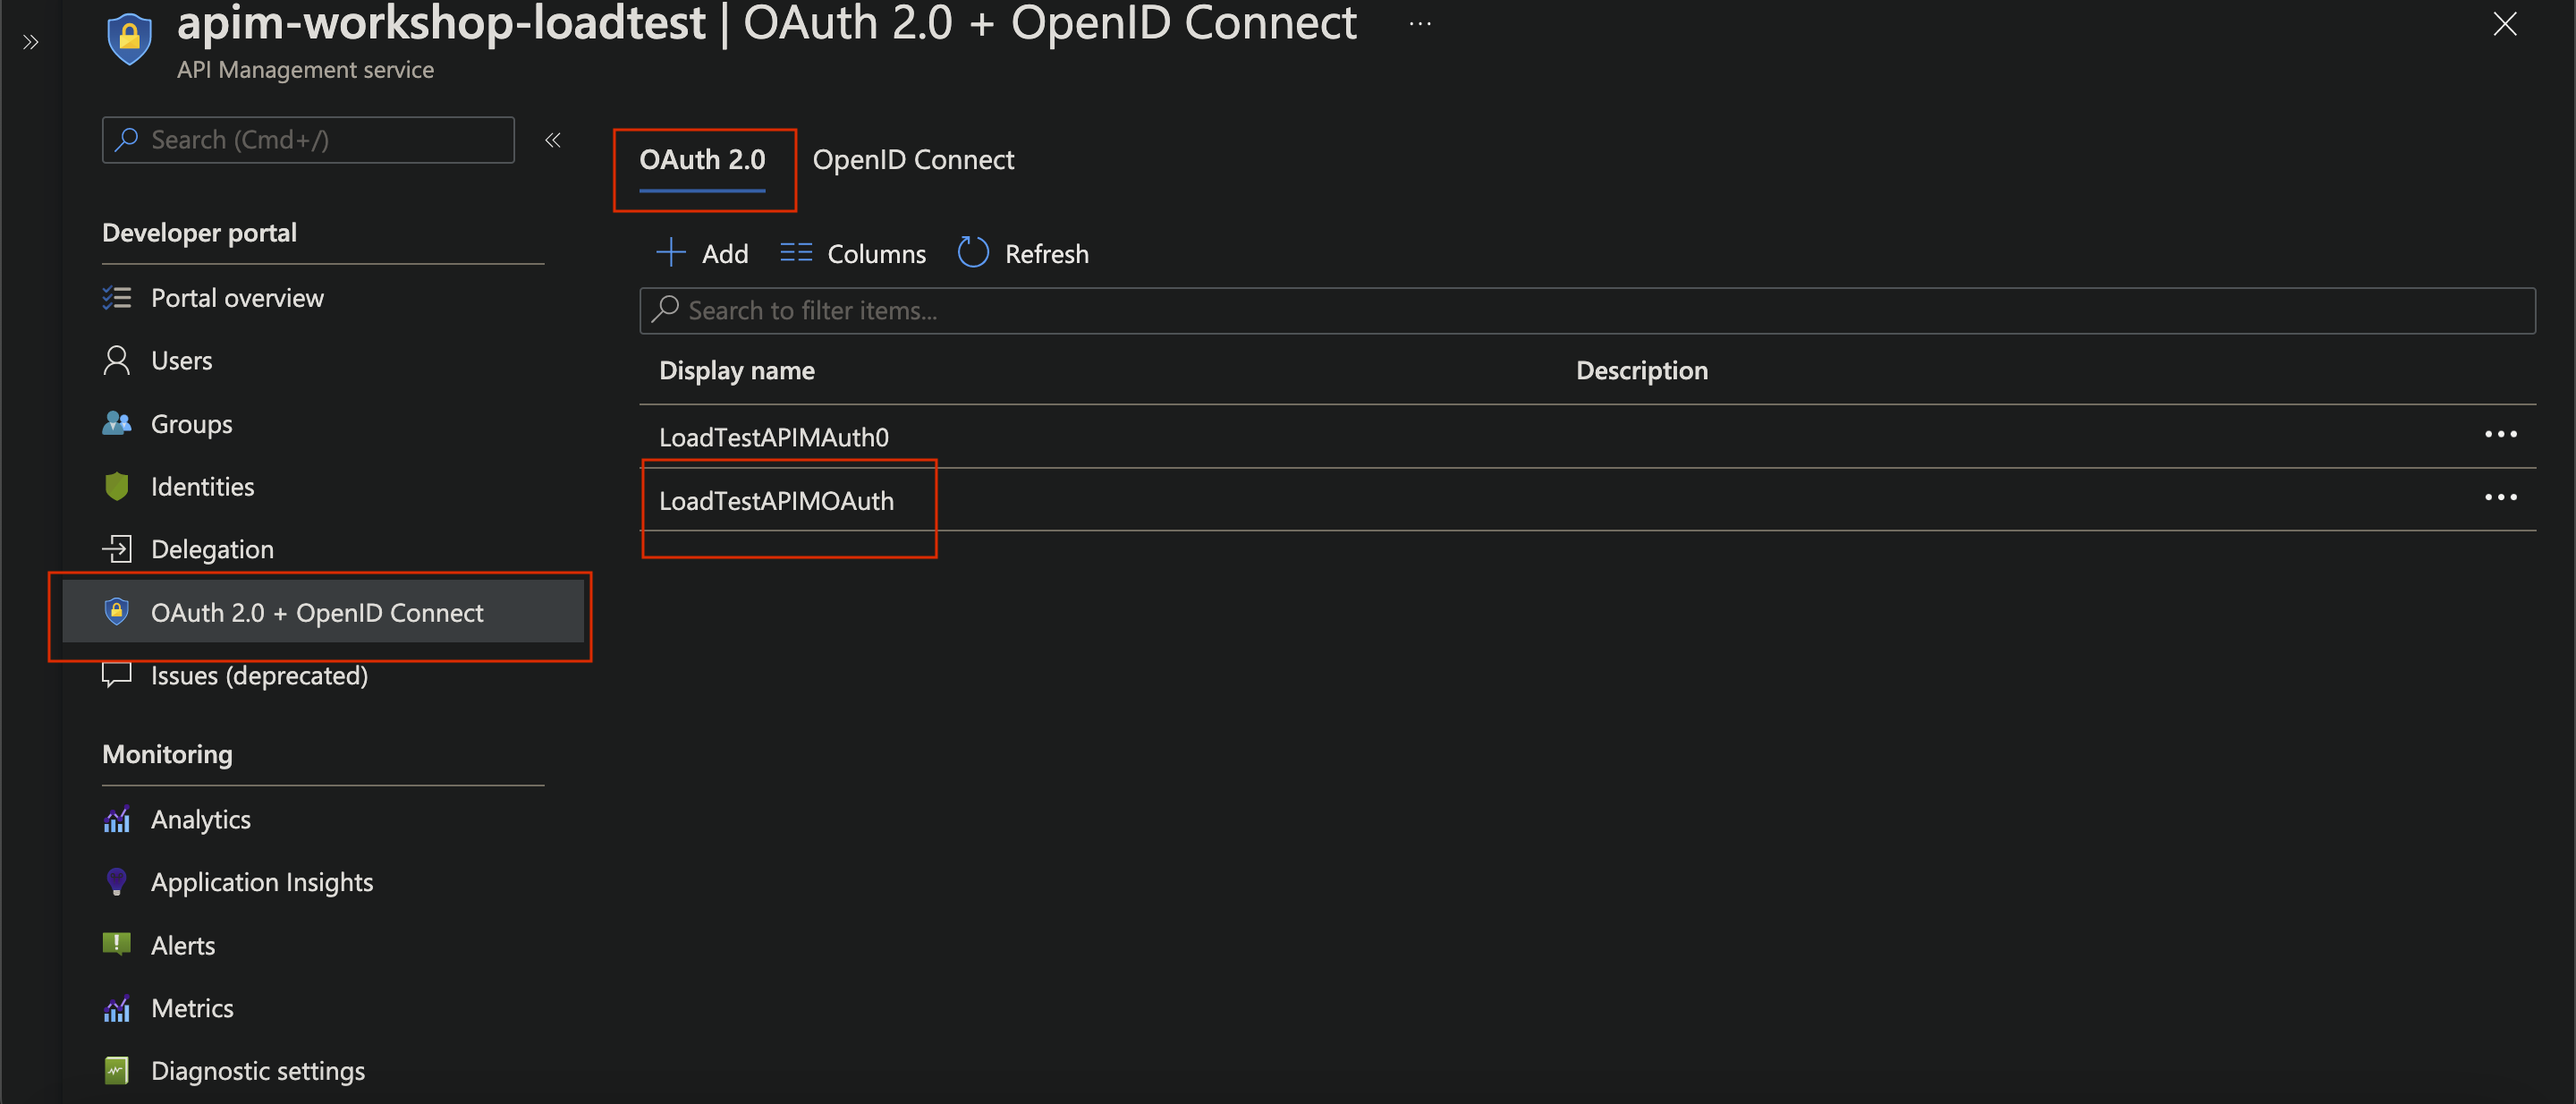 apim-workshop-loadtest | OAuth 2.0 + OpenID Connect ...
API Management service
Search (Cmd+/)
Developer portal
Portal overview
Users
Groups
Identities
Delegation
OAuth 2.0 + OpenID Connect
Issues (deprecated)
Monitoring
Analytics
Application Insights
Alerts
Metrics
Diagnostic settings
OAuth 2.0 OpenID Connect
Add Columns Refresh
Search to filter items...
Display name Description
LoadTestAPIMAuth0
LoadTestAPIMOAuth